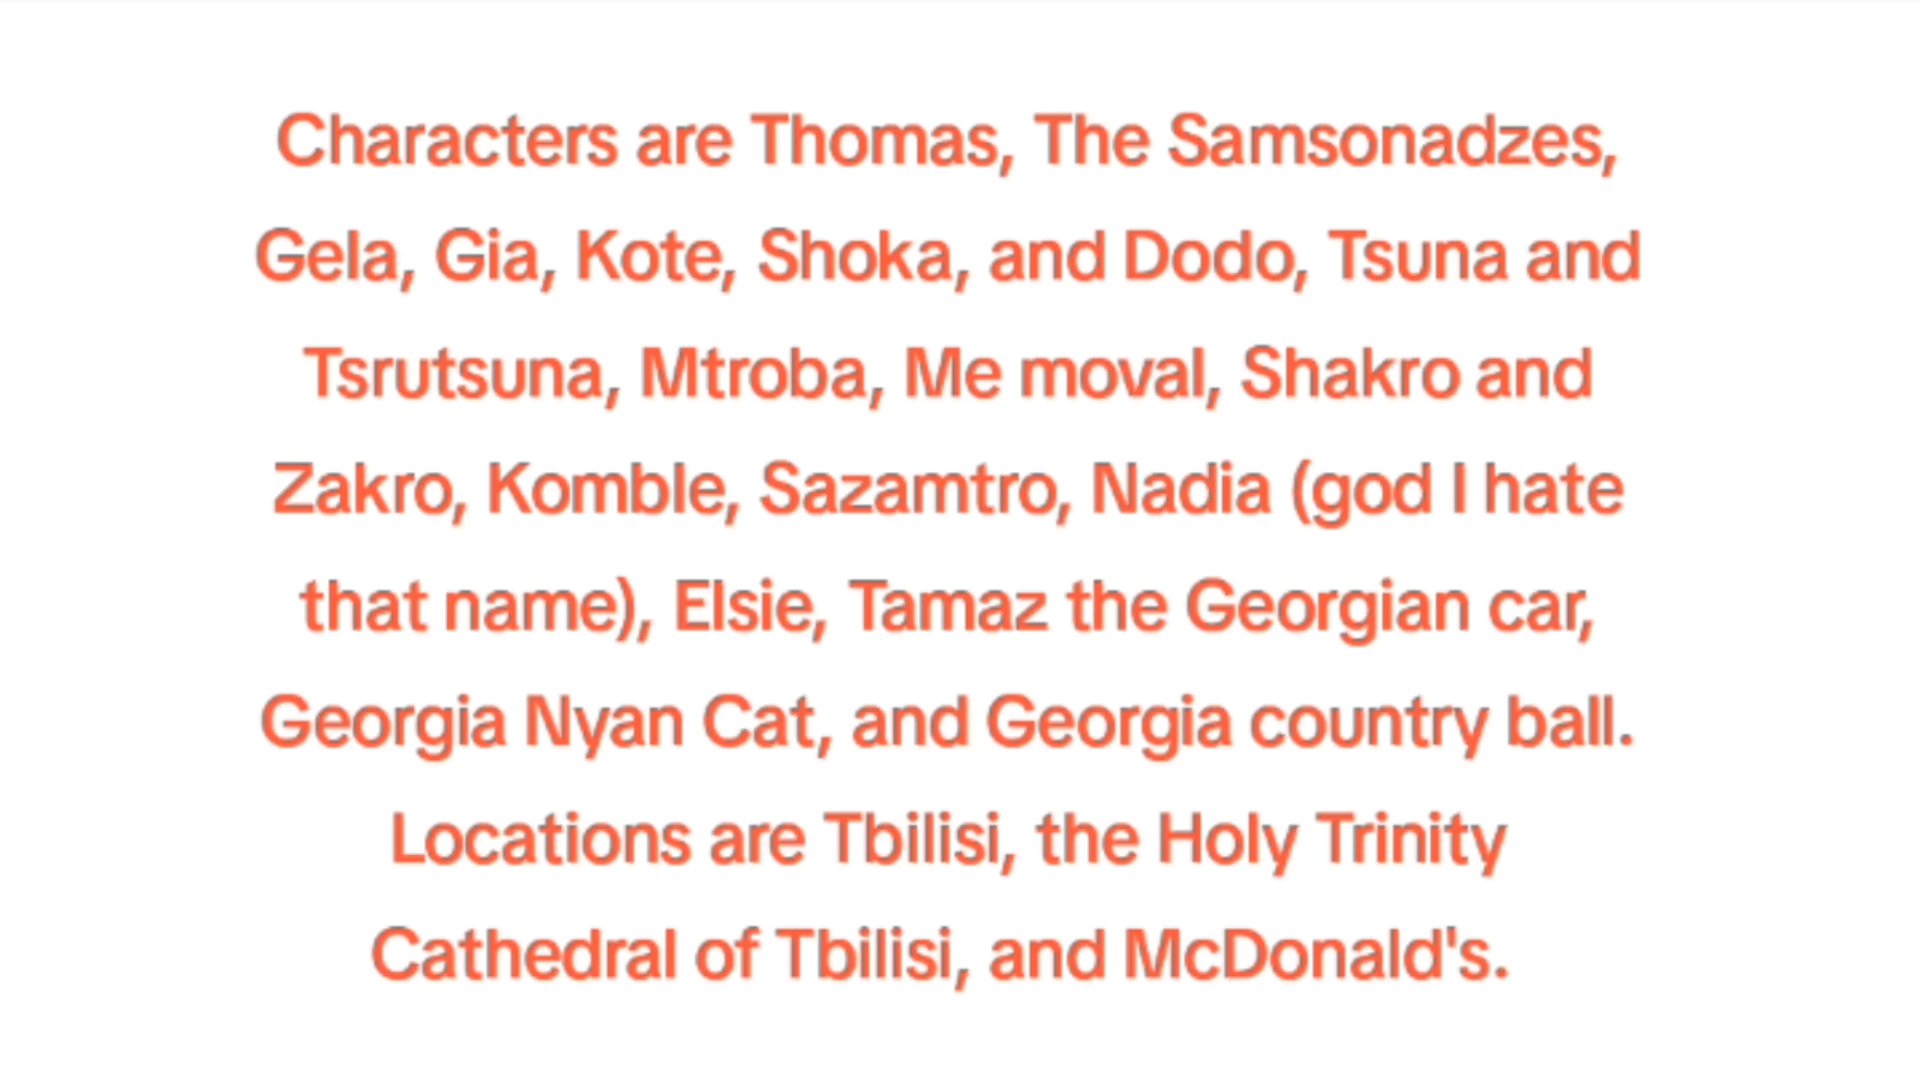 Characters are Thomas, The Samsonadzes,
Gela, Gia, Kote, Shoka, and Dodo, Tsuna and
Tsrutsuna, Mtroba, Me moval, Shakro and
Zakro, Komble, Sazamtro, Nadia (god I hate
that name), Elsie, Tamaz the Georgian car,
Georgia Nyan Cat, and Georgia country ball.
Locations are Tbilisi, the Holy Trinity
Cathedral of Tbilisi, and McDonald's.